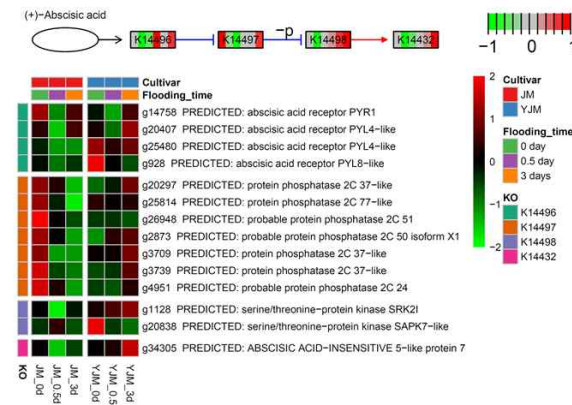 (+)−Abscisic acid
K14496
K14497
−p
K14498
K14432
−1 0 1
Cultivar
Flooding_time
g14758 PREDICTED: abscisic acid receptor PYR1
g20407 PREDICTED: abscisic acid receptor PYL4−like
g25480 PREDICTED: abscisic acid receptor PYL4−like
g928 PREDICTED: abscisic acid receptor PYL8−like
g20297 PREDICTED: protein phosphatase 2C 37−like
g25814 PREDICTED: protein phosphatase 2C 77−like
g26948 PREDICTED: probable protein phosphatase 2C 51
g2873 PREDICTED: probable protein phosphatase 2C 50 isoform X1
g3709 PREDICTED: protein phosphatase 2C 37−like
g3739 PREDICTED: protein phosphatase 2C 37−like
g4951 PREDICTED: probable protein phosphatase 2C 24
g1128 PREDICTED: serine/threonine−protein kinase SRK2I
g20838 PREDICTED: serine/threonine−protein kinase SAPK7−like
g34305 PREDICTED: ABSCISIC ACID−INSENSITIVE 5−like protein 7
KO
JM_0d
JM_0.5d
JM_3d
YJM_0d
YJM_0.5
YJM_3d
2
1
0
−1
−2
Cultivar
JM
YJM
Flooding_time
0 day
0.5 day
3 days
KO
K14496
K14497
K14498
K14432